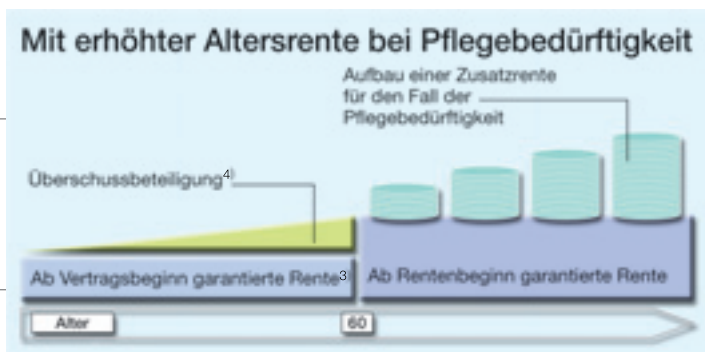 Mit erhöhter Altersrente bei Pflegebedürftigkeit
Aufbau einer Zusatzrente
für den Fall der
Pflegebedürftigkeit
Überschussbeteiligung4)
Ab Vertragsbeginn garantierte Rente3)
Ab Rentenbeginn garantierte Rente
Alter
60